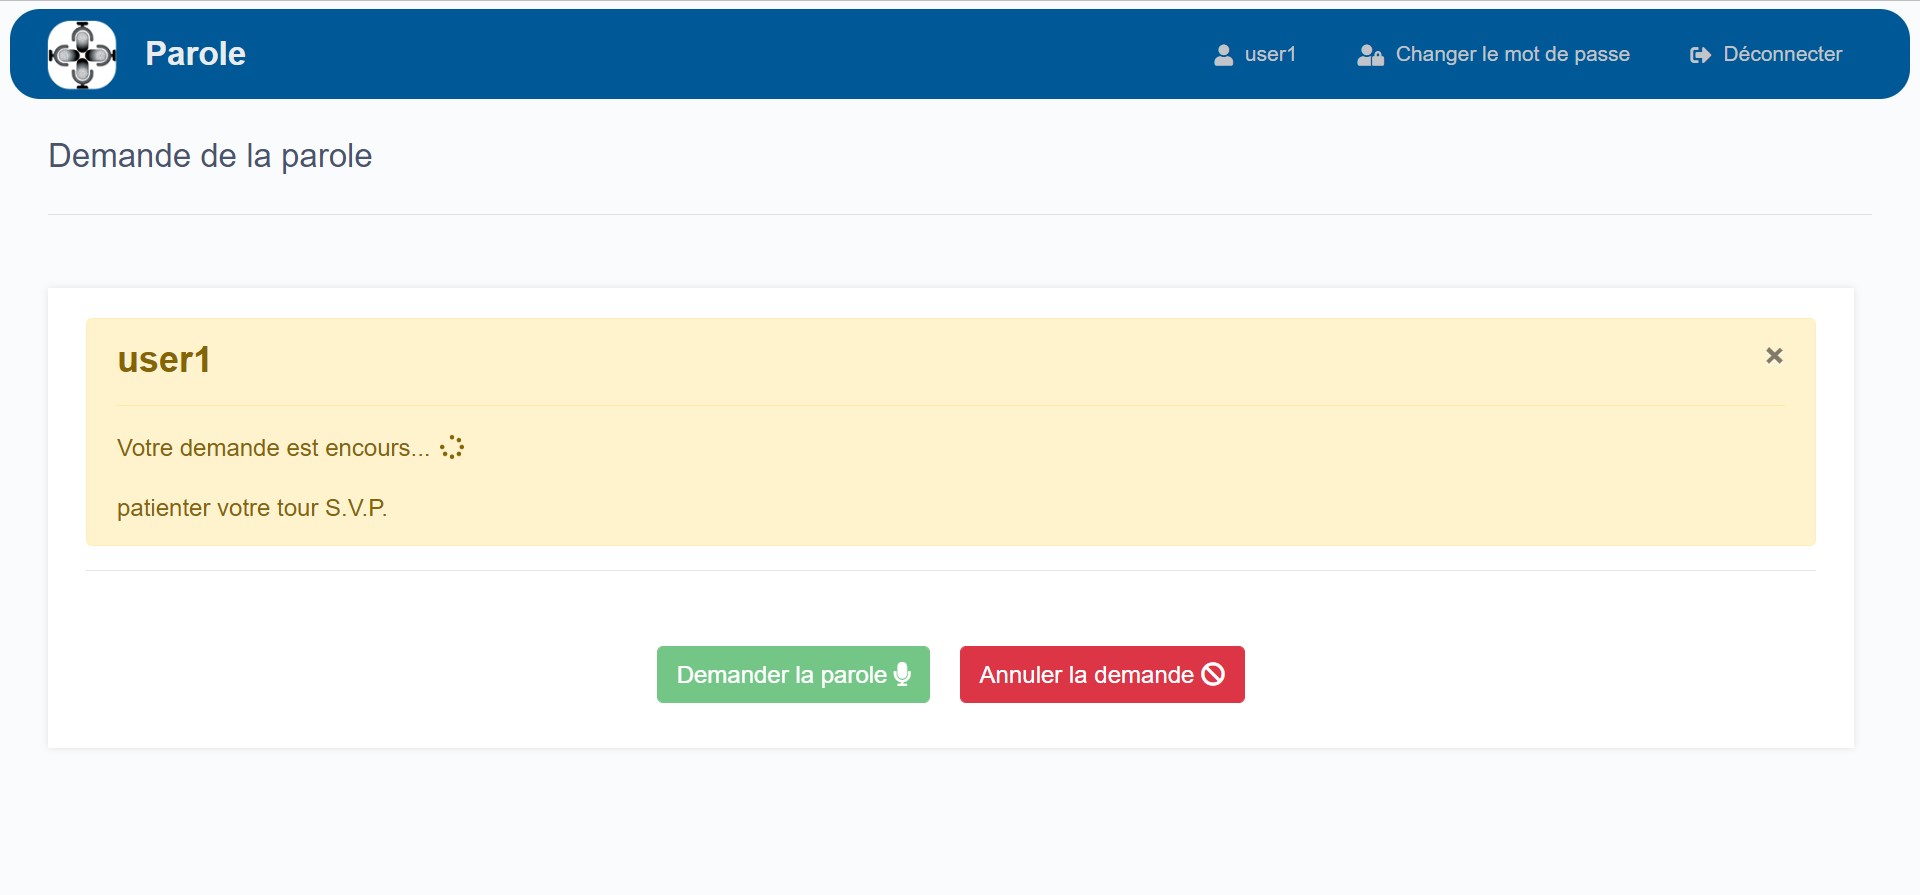 Parole
user1
Changer le mot de passe
Déconnecter
Demande de la parole
user1
Votre demande est encours...
patienter votre tour S.V.P.
Demander la parole
Annuler la demande